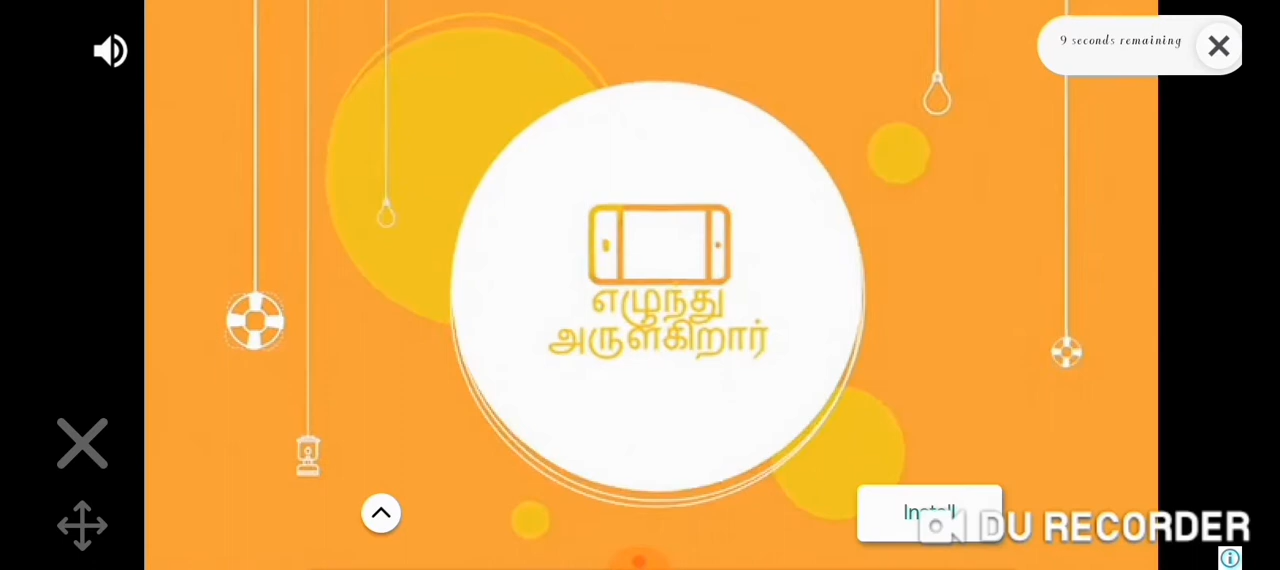 9 seconds remaining
எழுந்து
அருள்கிறார்
Install
DU RECORDER